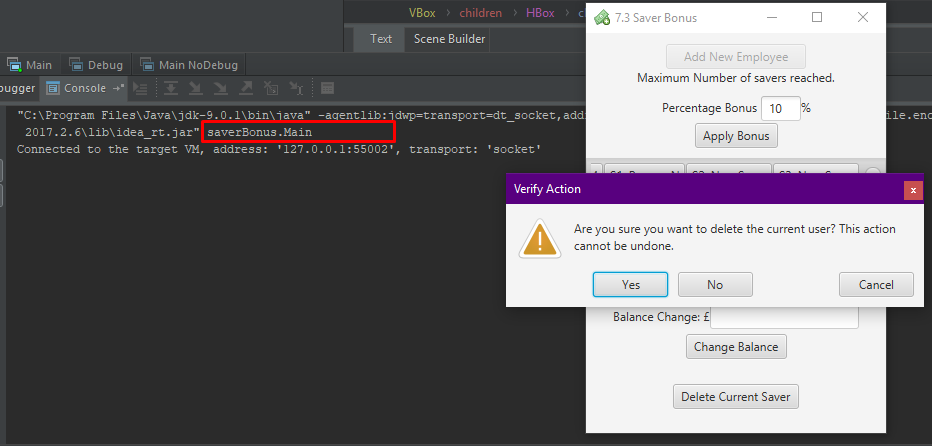 VBox › children › HBox › c
Text Scene Builder
Main Debug Main NoDebug
bugger Console
"C:\Program Files\Java\jdk-9.0.1\bin\java" -agentlib:jdwp=transport=dt_socket,addr
ile.enc
2017.2.6\lib\idea_rt.jar" saverBonus.Main
Connected to the target VM, address: '127.0.0.1:55002', transport: 'socket'
7.3 Saver Bonus
Add New Employee
Maximum Number of savers reached.
Percentage Bonus 10 %
Apply Bonus
Verify Action
Are you sure you want to delete the current user? This action
cannot be undone.
Yes No Cancel
Balance Change: £
Change Balance
Delete Current Saver